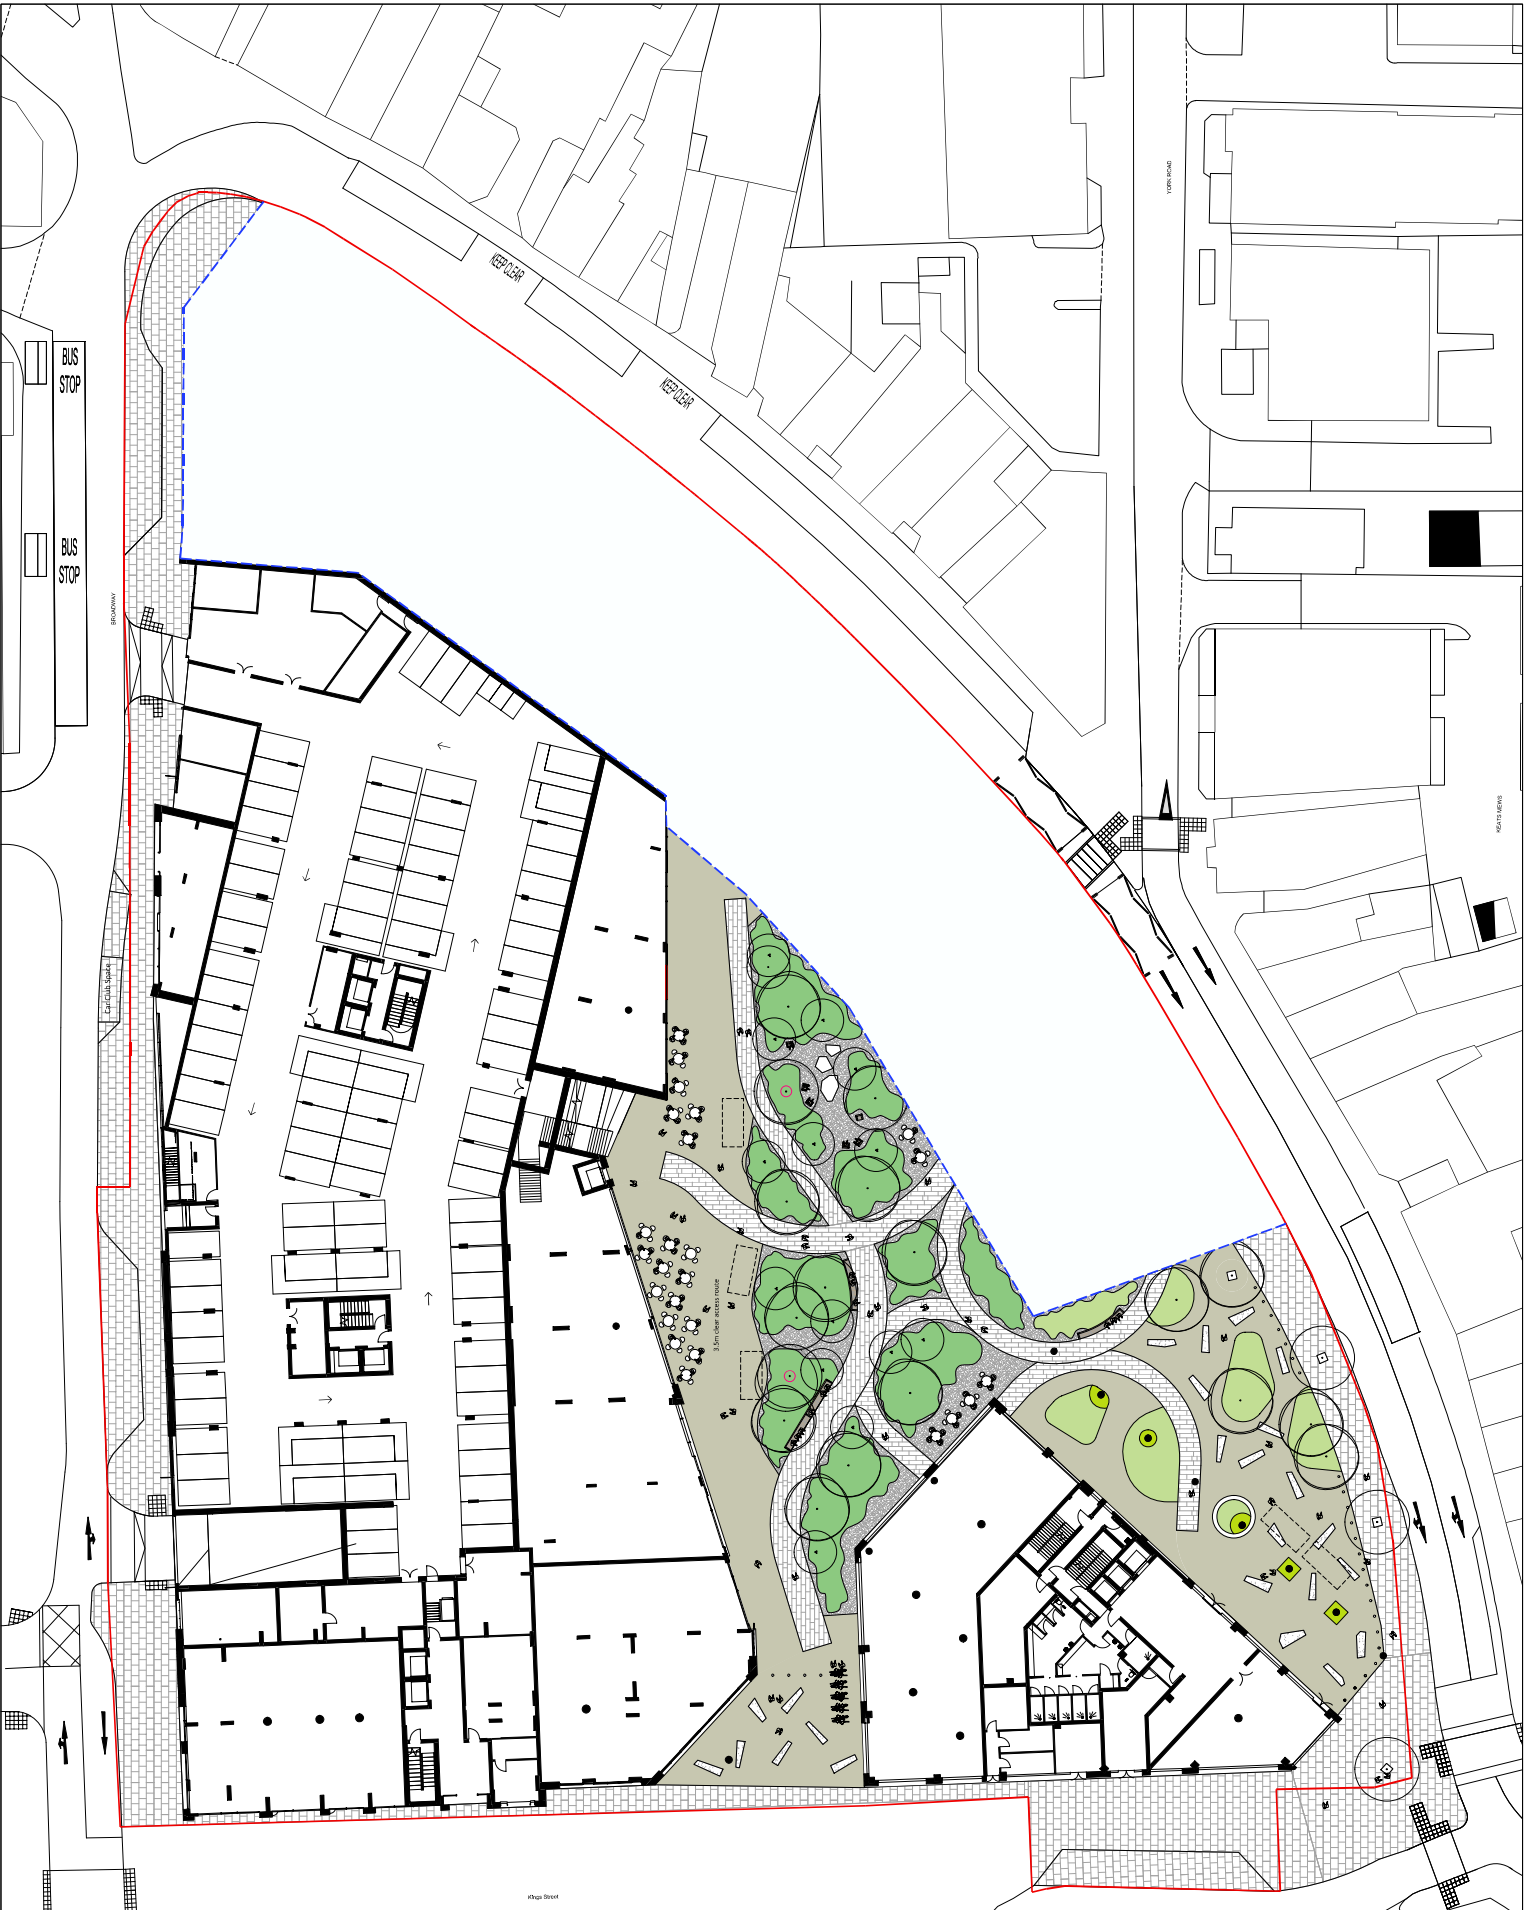 YORK ROAD
KEEP CLEAR
BUS
STOP
KEEP CLEAR
BUS
STOP
BROADWAY
KEATS MEWS
Car Club Space
3.5m clear access route
Kings Street